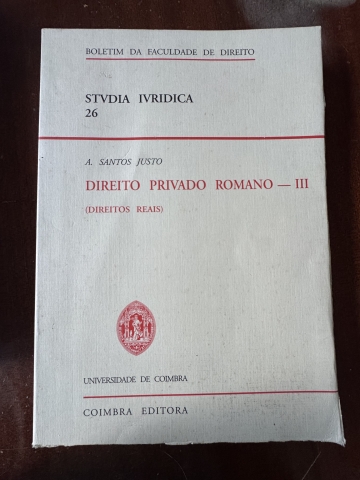 BOLETIM DA FACULDADE DE DIREITO
STVDIA IVRIDICA
26
A. SANTOS JUSTO
DIREITO PRIVADO ROMANO — III
(DIREITOS REAIS)
UNIVERSIDADE DE COIMBRA
COIMBRA EDITORA